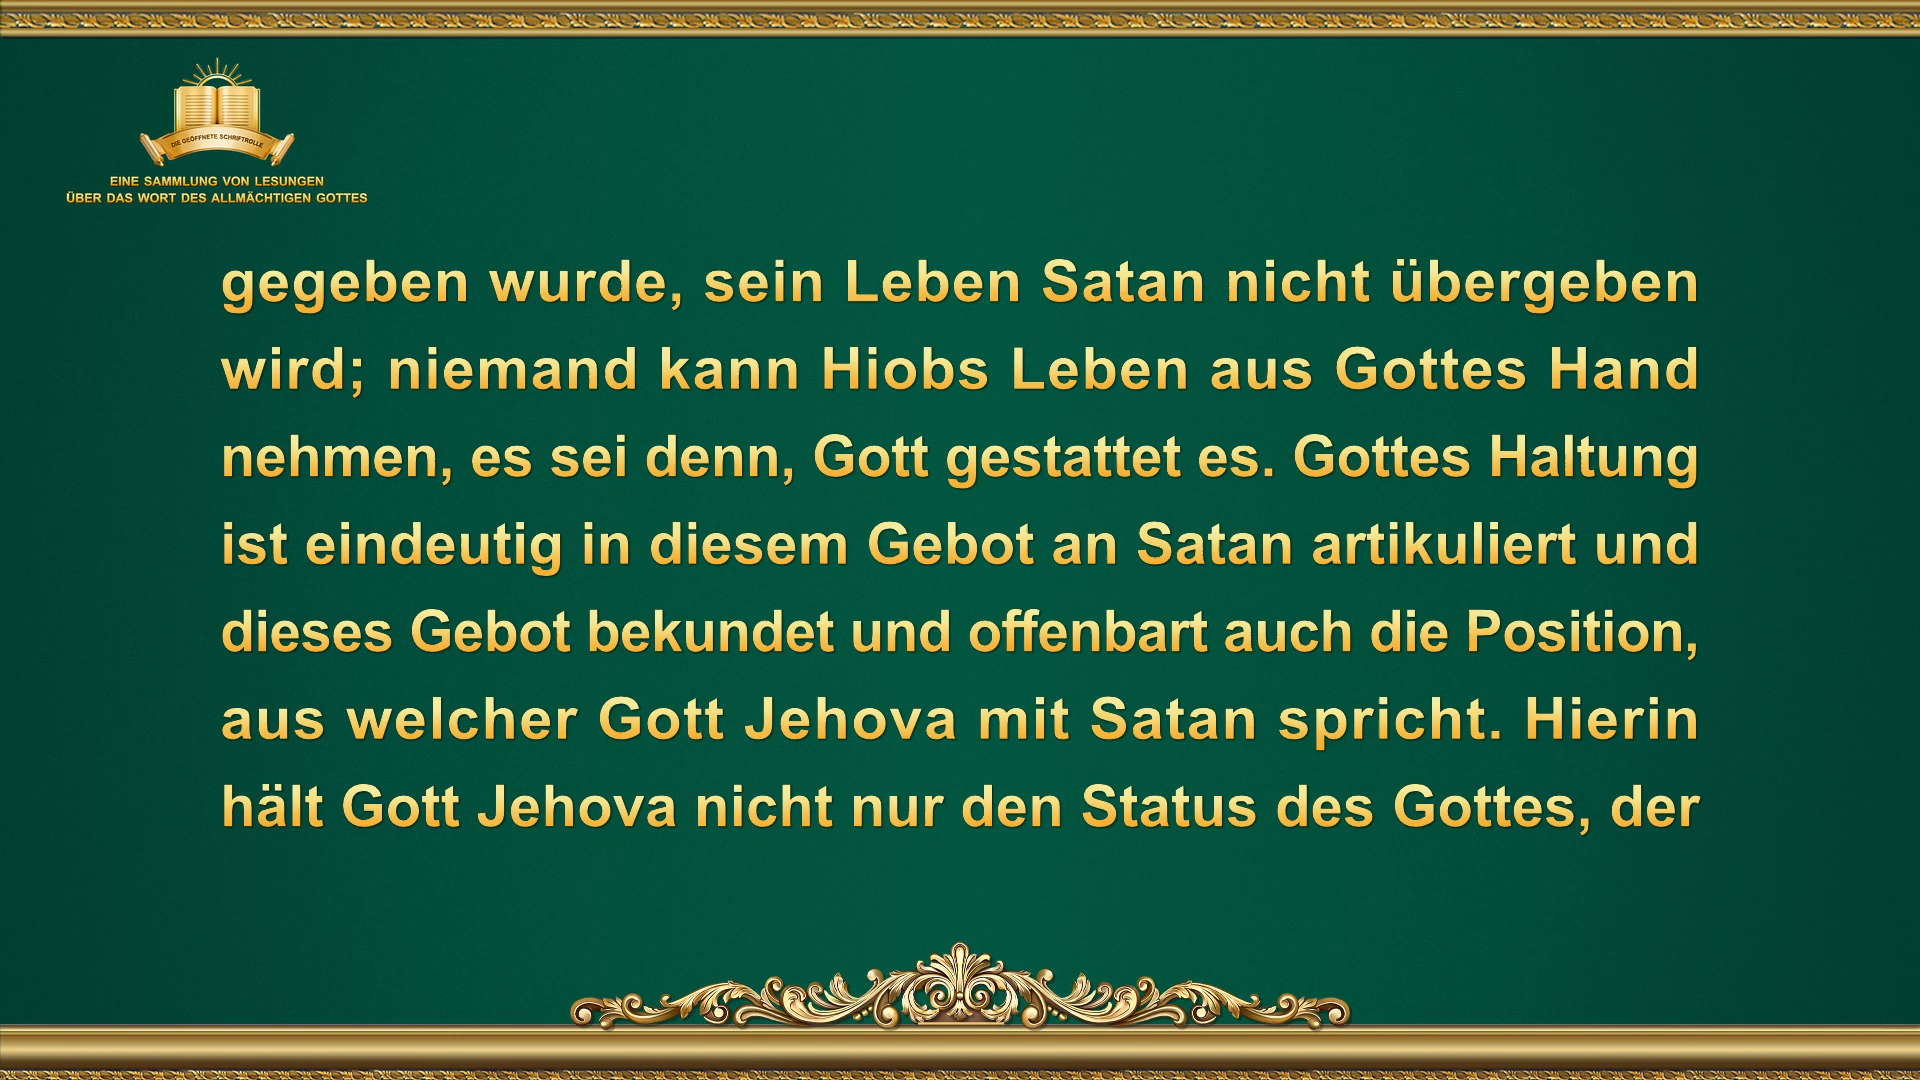 DIE GEÖFFNETE SCHRIFTROLLE
EINE SAMMLUNG VON LESUNGEN
ÜBER DAS WORT DES ALLMÄCHTIGEN GOTTES
gegeben wurde, sein Leben Satan nicht übergeben
wird; niemand kann Hiobs Leben aus Gottes Hand
nehmen, es sei denn, Gott gestattet es. Gottes Haltung
ist eindeutig in diesem Gebot an Satan artikuliert und
dieses Gebot bekundet und offenbart auch die Position,
aus welcher Gott Jehova mit Satan spricht. Hierin
hält Gott Jehova nicht nur den Status des Gottes, der